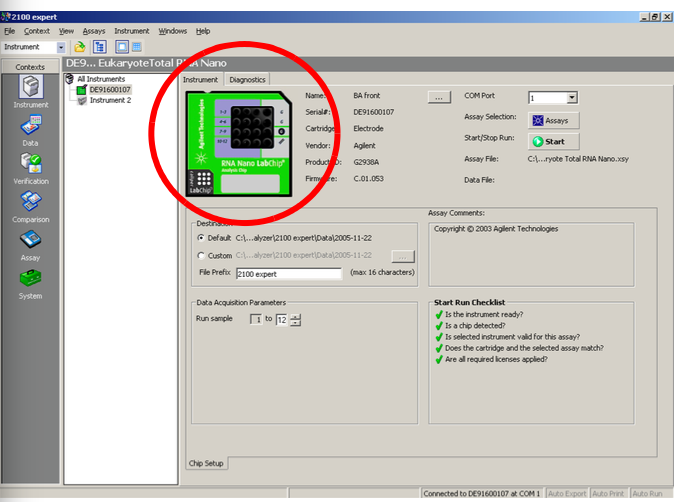 2100 expert
File Context View Assays Instrument Windows Help
Instrument
Contexts
Instrument
Data
Verification
Comparison
Assay
System
DE9... EukaryoteTotal RNA Nano
All Instruments
DE91600107
Instrument 2
Instrument Diagnostics
Agilent Technologies
RNA Nano LabChip®
Analysis Chip
LabChip
Name: BA front ...
Serial#: DE91600107
Cartridge: Electrode
Vendor: Agilent
Product ID: G2938A
Firmware: C.01.053
COM Port 1
Assay Selection: Assays
Start/Stop Run: Start
Assay File: C:\...ryote Total RNA Nano.xsy
Data File:
Destination
Default C:\...alyzer\2100 expert\Data\2005-11-22
Custom C:\...alyzer\2100 expert\Data\2005-11-22 ...
File Prefix 2100 expert (max 16 characters)
Assay Comments:
Copyright © 2003 Agilent Technologies
Data Acquisition Parameters
Run sample 1 to 12
Start Run Checklist
Is the instrument ready?
Is a chip detected?
Is selected instrument valid for this assay?
Does the cartridge and the selected assay match?
Are all required licenses applied?
Chip Setup
Connected to DE91600107 at COM 1 Auto Export Auto Print Auto Run